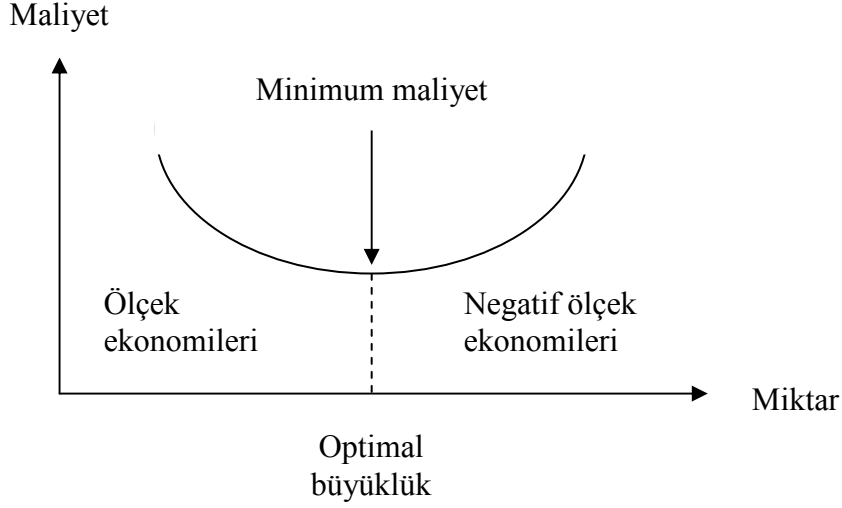 Maliyet
Minimum maliyet
Ölçek
ekonomileri
Negatif ölçek
ekonomileri
Miktar
Optimal
büyüklük